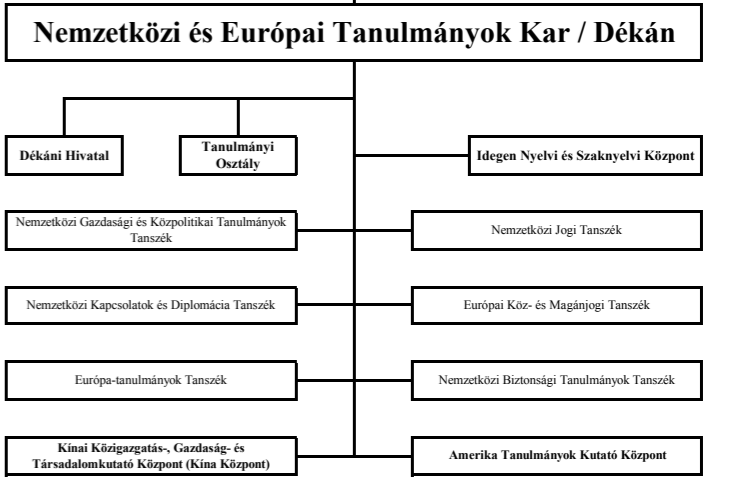 Nemzetközi és Európai Tanulmányok Kar / Dékán
Dékáni Hivatal
Tanulmányi
Osztály
Idegen Nyelvi és Szaknyelvi Központ
Nemzetközi Gazdasági és Közpolitikai Tanulmányok
Tanszék
Nemzetközi Jogi Tanszék
Nemzetközi Kapcsolatok és Diplomácia Tanszék
Európai Köz- és Magánjogi Tanszék
Európa-tanulmányok Tanszék
Nemzetközi Biztonsági Tanulmányok Tanszék
Kínai Közigazgatás-, Gazdaság- és
Társadalomkutató Központ (Kína Központ)
Amerika Tanulmányok Kutató Központ